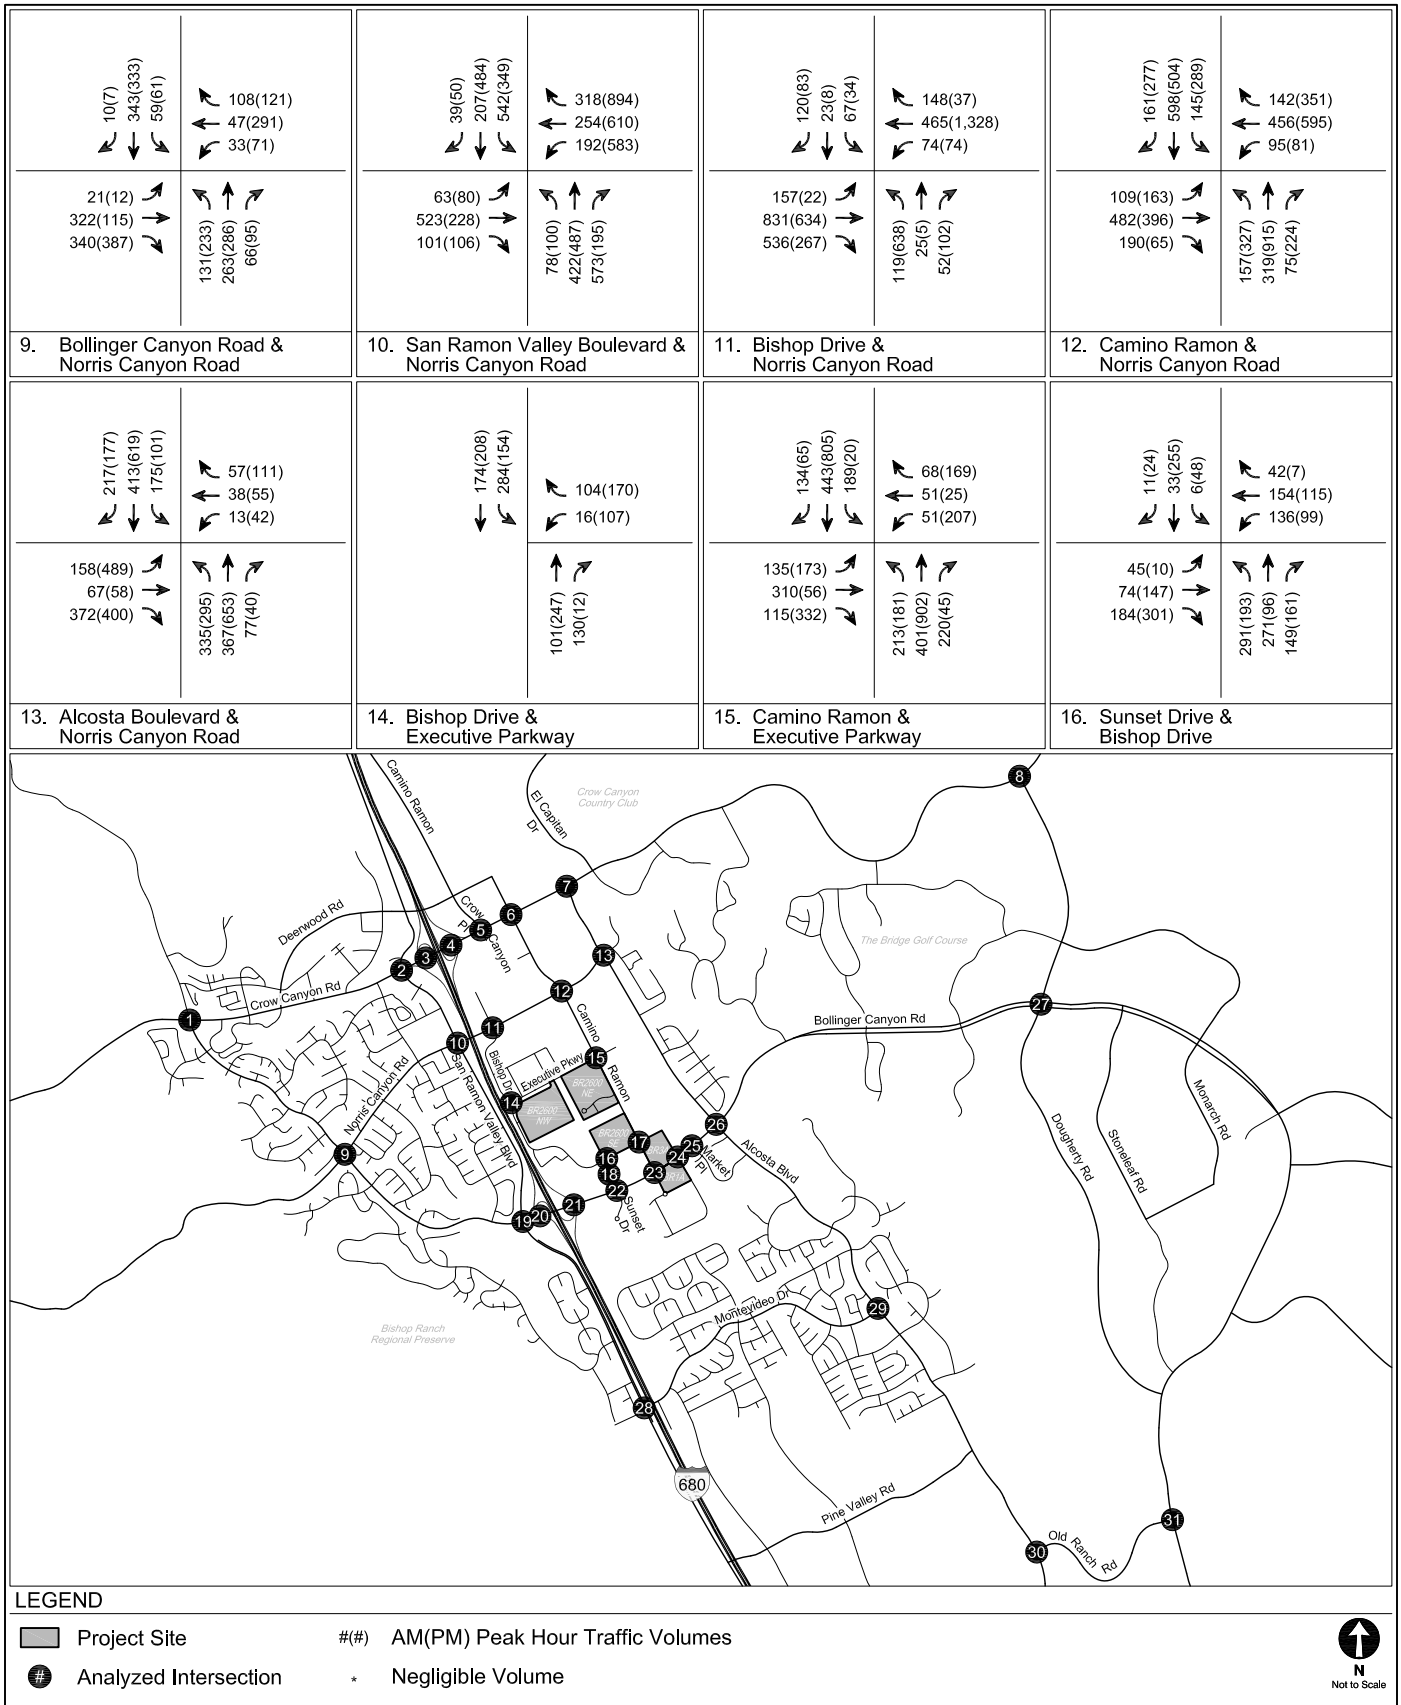 10(7)
343(333)
59(61)
108(121)
47(291)
33(71)
21(12)
322(115)
340(387)
131(233)
263(286)
66(95)
9. Bollinger Canyon Road &
Norris Canyon Road
39(50)
207(484)
542(349)
318(894)
254(610)
192(583)
63(80)
523(228)
101(106)
78(100)
422(487)
573(195)
10. San Ramon Valley Boulevard &
Norris Canyon Road
120(83)
23(8)
67(34)
148(37)
465(1,328)
74(74)
157(22)
831(634)
536(267)
119(638)
25(5)
52(102)
11. Bishop Drive &
Norris Canyon Road
161(277)
598(504)
145(289)
142(351)
456(595)
95(81)
109(163)
482(396)
190(65)
157(327)
319(915)
75(224)
12. Camino Ramon &
Norris Canyon Road
217(177)
413(619)
175(101)
57(111)
38(55)
13(42)
158(489)
67(58)
372(400)
335(295)
367(653)
77(40)
13. Alcosta Boulevard &
Norris Canyon Road
174(208)
284(154)
104(170)
16(107)
101(247)
130(12)
14. Bishop Drive &
Executive Parkway
134(65)
443(805)
189(20)
68(169)
51(25)
51(207)
135(173)
310(56)
115(332)
213(181)
401(902)
220(45)
15. Camino Ramon &
Executive Parkway
11(24)
33(255)
6(48)
42(7)
154(115)
136(99)
45(10)
74(147)
184(301)
291(193)
271(96)
149(161)
16. Sunset Drive &
Bishop Drive
Camino Ramon
El Capitan
Dr
Crow Canyon
Country Club
8
7
Crow
Canyon
Pl
6
5
4
3
2
Deerwood Rd
Crow Canyon Rd
1
13
The Bridge Golf Course
12
11
10
27
Bollinger Canyon Rd
Norris Canyon Rd
San Ramon Valley Blvd
Bishop Dr
Executive Pkwy
Camino
Ramon
15
14
BR2600
NE
BR2600
NW
BR2600
SE
9
16
17
18
22
23
24
25
26
Market
Pl
Alcosta Blvd
Dougherty Rd
Stoneleaf Rd
Monarch Rd
19
20
21
Sunset
Dr
Bishop Ranch
Regional Preserve
Montevideo Dr
29
28
680
Pine Valley Rd
30
Old Ranch Rd
31
LEGEND
Project Site
#(#) AM(PM) Peak Hour Traffic Volumes
# Analyzed Intersection
* Negligible Volume
N
Not to Scale